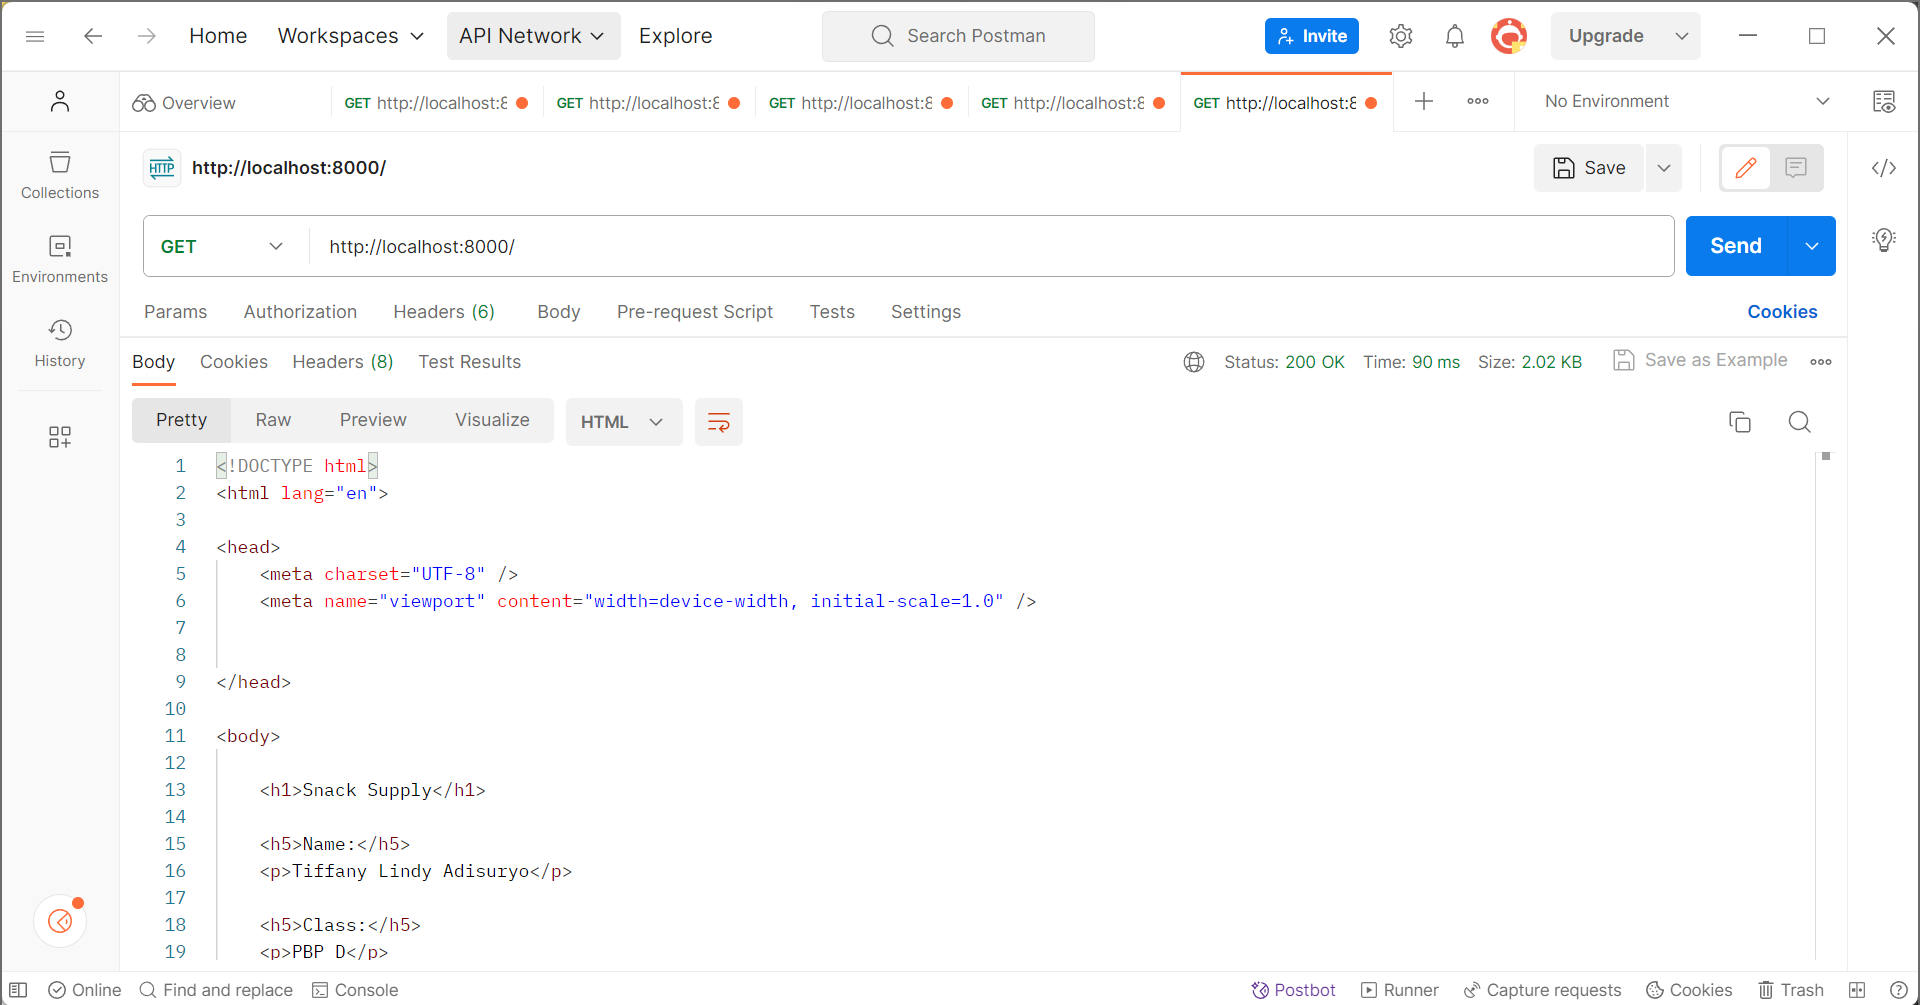 Home Workspaces API Network Explore Search Postman Invite Upgrade
Overview GET http://localhost:8 GET http://localhost:8 GET http://localhost:8 GET http://localhost:8 GET http://localhost:8 No Environment
HTTP http://localhost:8000/ Save
Collections
GET http://localhost:8000/ Send
Environments
Params Authorization Headers (6) Body Pre-request Script Tests Settings Cookies
History
Body Cookies Headers (8) Test Results Status: 200 OK Time: 90 ms Size: 2.02 KB Save as Example
Pretty Raw Preview Visualize HTML
1 <!DOCTYPE html>
2 <html lang="en">
3
4 <head>
5 <meta charset="UTF-8" />
6 <meta name="viewport" content="width=device-width, initial-scale=1.0" />
7
8
9 </head>
10
11 <body>
12
13 <h1>Snack Supply</h1>
14
15 <h5>Name:</h5>
16 <p>Tiffany Lindy Adisuryo</p>
17
18 <h5>Class:</h5>
19 <p>PBP D</p>
Online Find and replace Console Postbot Runner Capture requests Cookies Trash